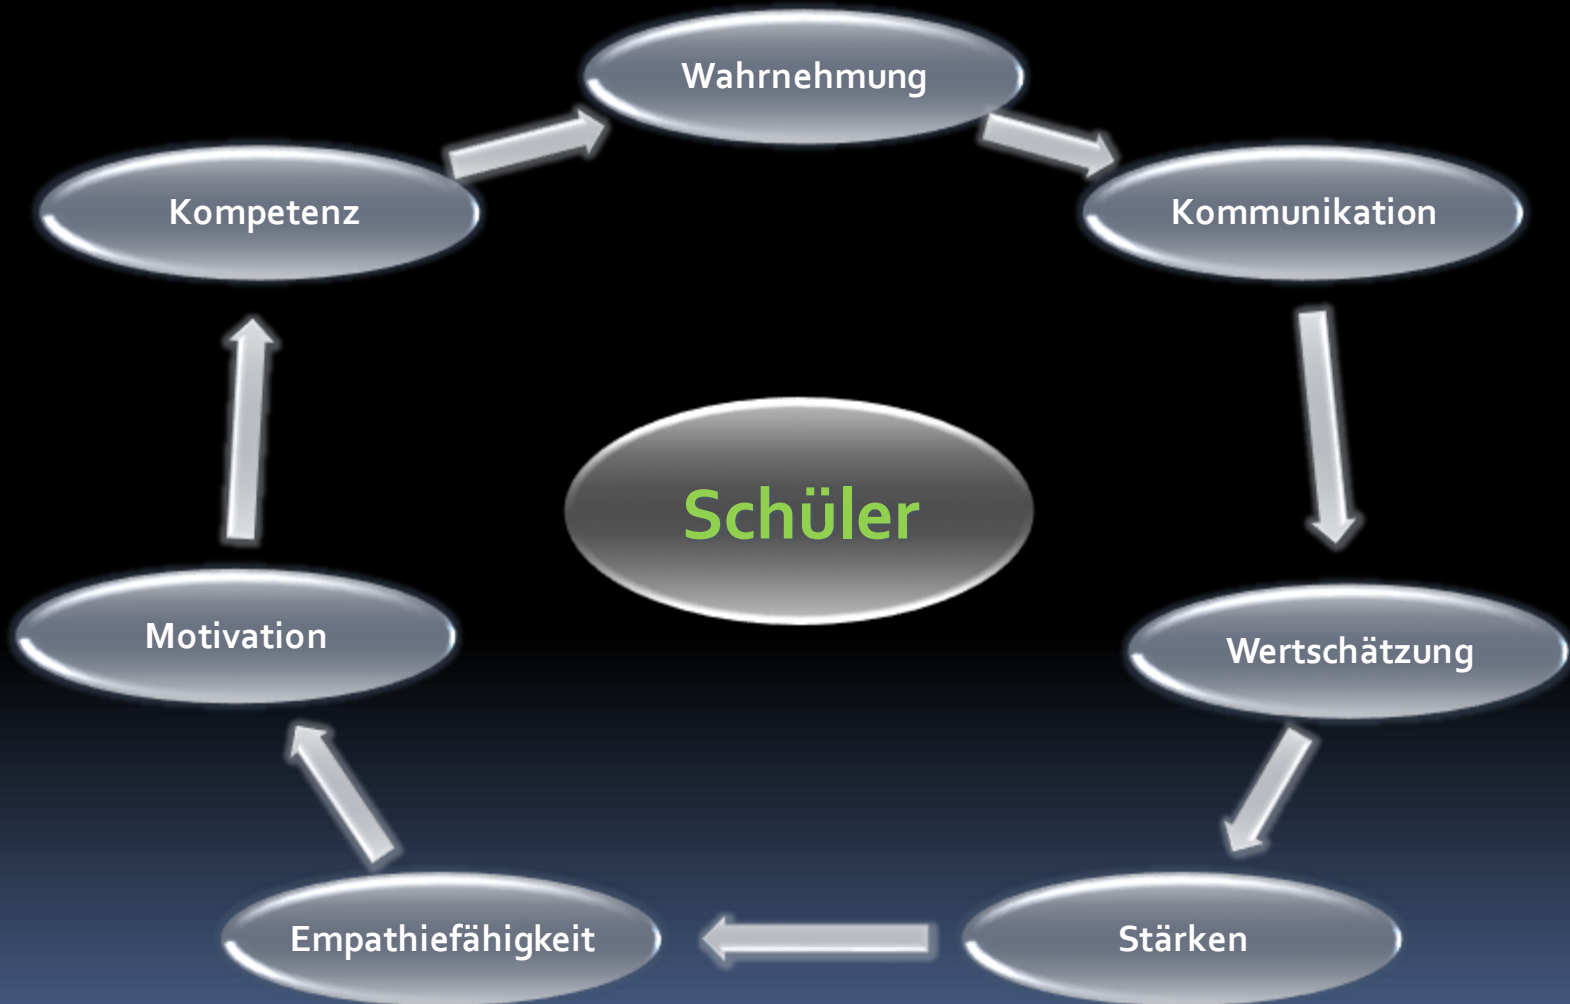 Wahrnehmung
Kommunikation
Wertschätzung
Stärken
Empathiefähigkeit
Motivation
Kompetenz
Schüler